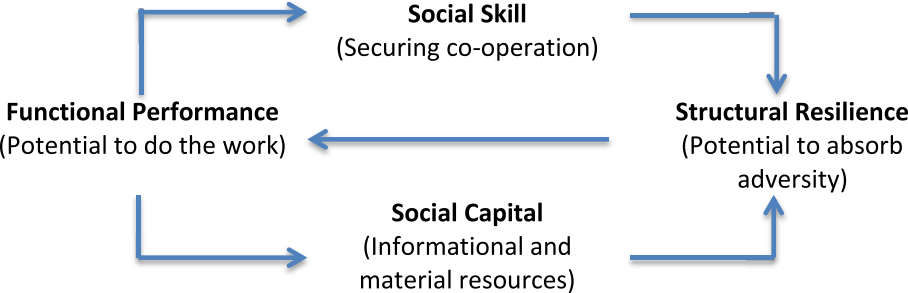 Social Skill
(Securing co-operation)
Functional Performance
(Potential to do the work)
Structural Resilience
(Potential to absorb
adversity)
Social Capital
(Informational and
material resources)